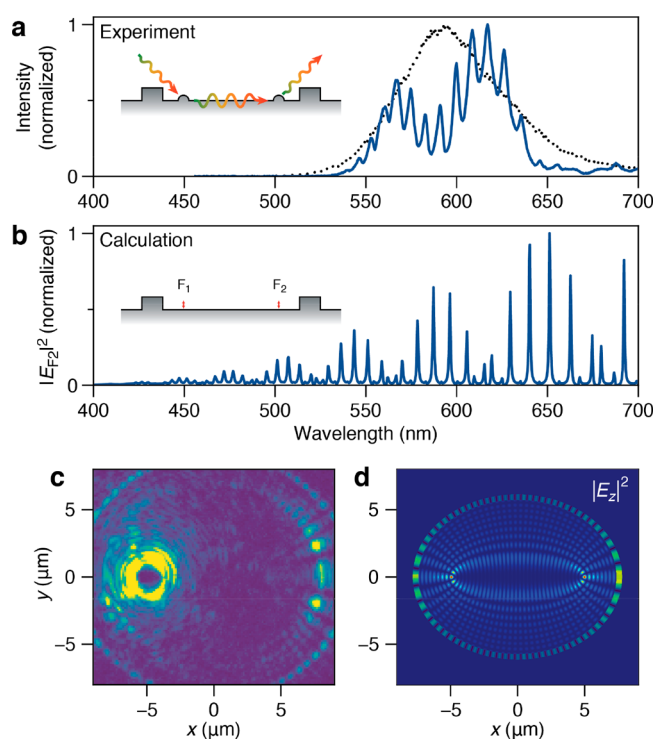 a
Experiment
Intensity
(normalized)
1
0
400 450 500 550 600 650 700
b
Calculation
F1
F2
|EF2|² (normalized)
1
0
400 450 500 550 600 650 700
Wavelength (nm)
c
y (μm)
5
0
−5
−5 0 5
x (μm)
d
|Ez|²
5
0
−5
−5 0 5
x (μm)